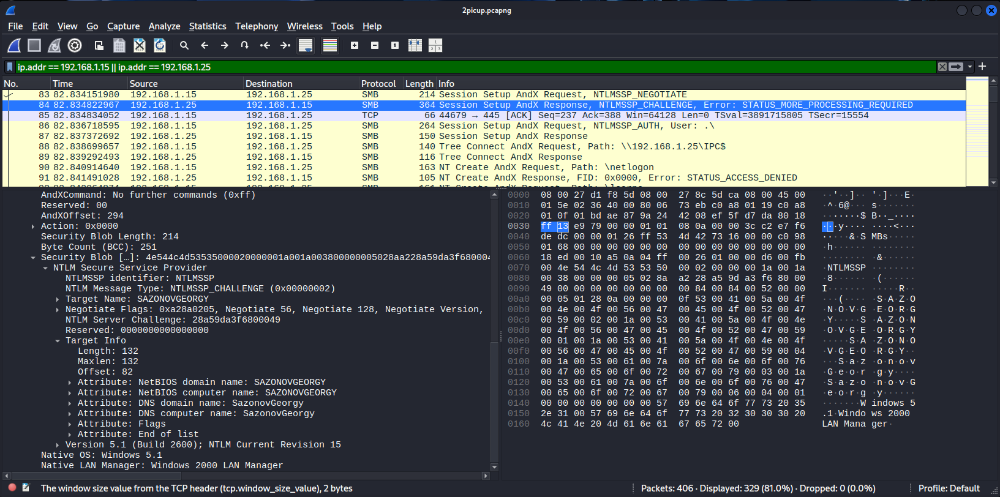 2picup.pcapng
File Edit View Go Capture Analyze Statistics Telephony Wireless Tools Help
ip.addr == 192.168.1.15 || ip.addr == 192.168.1.25
No. Time Source Destination Protocol Length Info
83 82.834151980 192.168.1.15 192.168.1.25 SMB 214 Session Setup AndX Request, NTLMSSP_NEGOTIATE
84 82.834822967 192.168.1.25 192.168.1.15 SMB 364 Session Setup AndX Response, NTLMSSP_CHALLENGE, Error: STATUS_MORE_PROCESSING_REQUIRED
85 82.834834052 192.168.1.15 192.168.1.25 TCP 66 44679 → 445 [ACK] Seq=237 Ack=388 Win=64128 Len=0 TSval=3891715805 TSecr=15554
86 82.836718595 192.168.1.15 192.168.1.25 SMB 264 Session Setup AndX Request, NTLMSSP_AUTH, User: .\
87 82.837372692 192.168.1.25 192.168.1.15 SMB 150 Session Setup AndX Response
88 82.838699657 192.168.1.15 192.168.1.25 SMB 140 Tree Connect AndX Request, Path: \\192.168.1.25\IPC$
89 82.839292493 192.168.1.25 192.168.1.15 SMB 116 Tree Connect AndX Response
90 82.840914640 192.168.1.15 192.168.1.25 SMB 163 NT Create AndX Request, Path: \netlogon
91 82.841491028 192.168.1.25 192.168.1.15 SMB 105 NT Create AndX Response, FID: 0x0000, Error: STATUS_ACCESS_DENIED
AndXCommand: No further commands (0xff)
Reserved: 00
AndXOffset: 294
Action: 0x0000
Security Blob Length: 214
Byte Count (BCC): 251
Security Blob […]: 4e544c4d53535000020000001a001a003800000005028aa228a59da3f680004
NTLM Secure Service Provider
NTLMSSP identifier: NTLMSSP
NTLM Message Type: NTLMSSP_CHALLENGE (0x00000002)
Target Name: SAZONOVGEORGY
Negotiate Flags: 0xa28a0205, Negotiate 56, Negotiate 128, Negotiate Version,
NTLM Server Challenge: 28a59da3f6800049
Reserved: 0000000000000000
Target Info
Length: 132
Maxlen: 132
Offset: 82
Attribute: NetBIOS domain name: SAZONOVGEORGY
Attribute: NetBIOS computer name: SAZONOVGEORGY
Attribute: DNS domain name: SazonovGeorgy
Attribute: DNS computer name: SazonovGeorgy
Attribute: Flags
Attribute: End of list
Version 5.1 (Build 2600); NTLM Current Revision 15
Native OS: Windows 5.1
Native LAN Manager: Windows 2000 LAN Manager
0000 08 00 27 d1 f8 5d 08 00 27 8c 5d ca 08 00 45 00 ··'··]·· '·]···E·
0010 01 5e 02 36 40 00 80 06 73 eb c0 a8 01 19 c0 a8 ·^·6@··· s·······
0020 01 0f 01 bd ae 87 9a 24 42 08 ef 5f d7 da 80 18 ·······$ B··_····
0030 ff 13 e9 79 00 00 01 01 08 0a 00 00 3c c2 e7 f6 ···y···· ····<···
0040 de dc 00 00 01 26 ff 53 4d 42 73 16 00 00 c0 98 ·····&·S MBs·····
0050 01 68 00 00 00 00 00 00 00 00 00 00 00 00 00 00 ·h······ ········
0060 18 ed 00 10 a5 0a 04 ff 00 26 01 00 00 d6 00 fb ········ ·&······
0070 00 4e 54 4c 4d 53 53 50 00 02 00 00 00 1a 00 1a ·NTLMSSP ········
0080 00 38 00 00 00 05 02 8a a2 28 a5 9d a3 f6 80 00 ·8······ ·(······
0090 49 00 00 00 00 00 00 00 00 84 00 84 00 52 00 00 I······· ·····R··
00a0 00 05 01 28 0a 00 00 00 0f 53 00 41 00 5a 00 4f ···(···· ·S·A·Z·O
00b0 00 4e 00 4f 00 56 00 47 00 45 00 4f 00 52 00 47 ·N·O·V·G ·E·O·R·G
00c0 00 59 00 02 00 1a 00 53 00 41 00 5a 00 4f 00 4e ·Y·····S ·A·Z·O·N
00d0 00 4f 00 56 00 47 00 45 00 4f 00 52 00 47 00 59 ·O·V·G·E ·O·R·G·Y
00e0 00 01 00 1a 00 53 00 41 00 5a 00 4f 00 4e 00 4f ·····S·A ·Z·O·N·O
00f0 00 56 00 47 00 45 00 4f 00 52 00 47 00 59 00 04 ·V·G·E·O ·R·G·Y··
0100 00 1a 00 53 00 61 00 7a 00 6f 00 6e 00 6f 00 76 ···S·a·z ·o·n·o·v
0110 00 47 00 65 00 6f 00 72 00 67 00 79 00 03 00 1a ·G·e·o·r ·g·y····
0120 00 53 00 61 00 7a 00 6f 00 6e 00 6f 00 76 00 47 ·S·a·z·o ·n·o·v·G
0130 00 65 00 6f 00 72 00 67 00 79 00 06 00 04 00 01 ·e·o·r·g ·y······
0140 00 00 00 00 00 00 00 57 69 6e 64 6f 77 73 20 35 ·······W indows 5
0150 2e 31 00 57 69 6e 64 6f 77 73 20 32 30 30 30 20 .1·Windo ws 2000
0160 4c 41 4e 20 4d 61 6e 61 67 65 72 00 LAN Mana ger·
The window size value from the TCP header (tcp.window_size_value), 2 bytes
Packets: 406 · Displayed: 329 (81.0%) · Dropped: 0 (0.0%)
Profile: Default